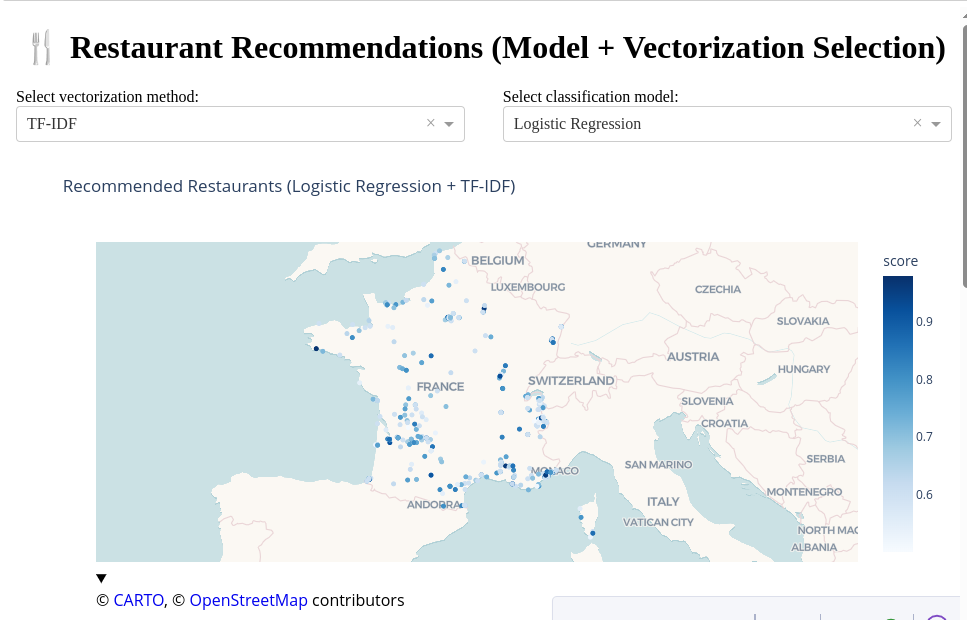 Restaurant Recommendations (Model + Vectorization Selection)
Select vectorization method:
Select classification model:
TF-IDF
Logistic Regression
Recommended Restaurants (Logistic Regression + TF-IDF)
GERMANY
BELGIUM
LUXEMBOURG
CZECHIA
SLOVAKIA
AUSTRIA
HUNGARY
FRANCE
SWITZERLAND
SLOVENIA
CROATIA
SERBIA
SAN MARINO
MONACO
MONTENEGRO
ANDORRA
ITALY
VATICAN CITY
NORTH MAC
ALBANIA
score
0.9
0.8
0.7
0.6
© CARTO, © OpenStreetMap contributors